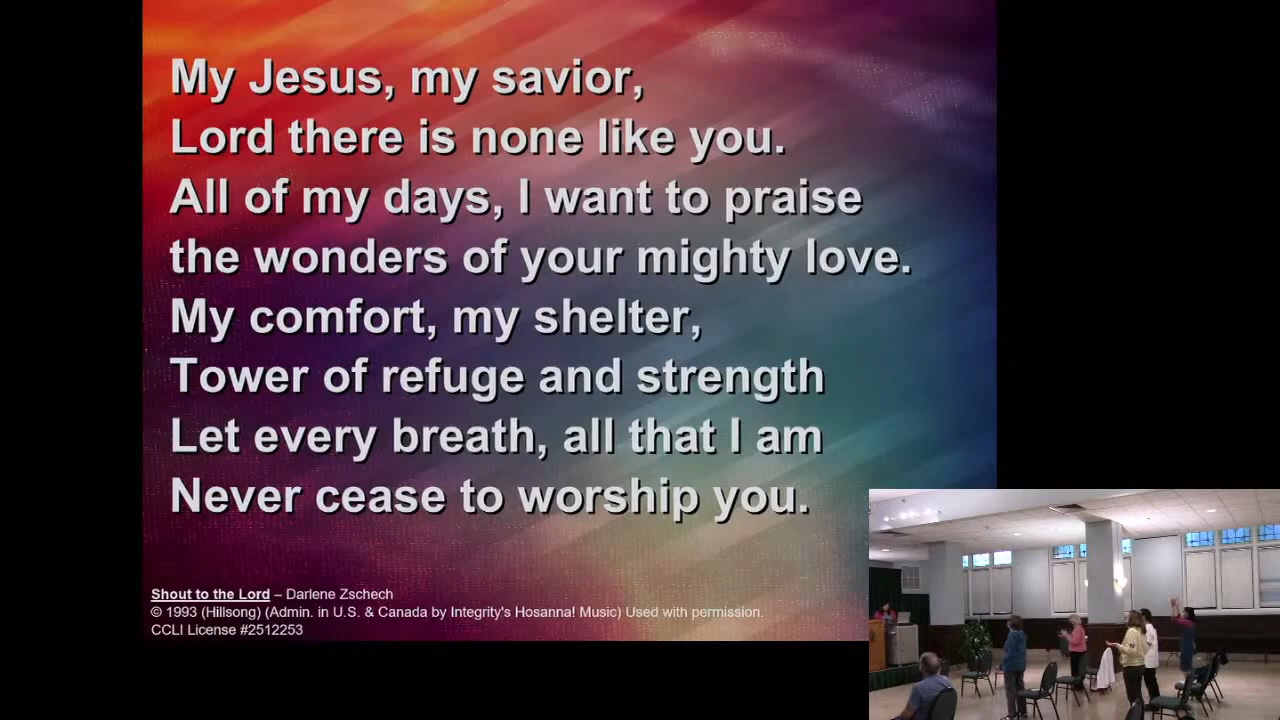 My Jesus, my savior,
Lord there is none like you.
All of my days, I want to praise
the wonders of your mighty love.
My comfort, my shelter,
Tower of refuge and strength
Let every breath, all that I am
Never cease to worship you.
Shout to the Lord – Darlene Zschech
© 1993 (Hillsong) (Admin. in U.S. & Canada by Integrity's Hosanna! Music) Used with permission.
CCLI License #2512253